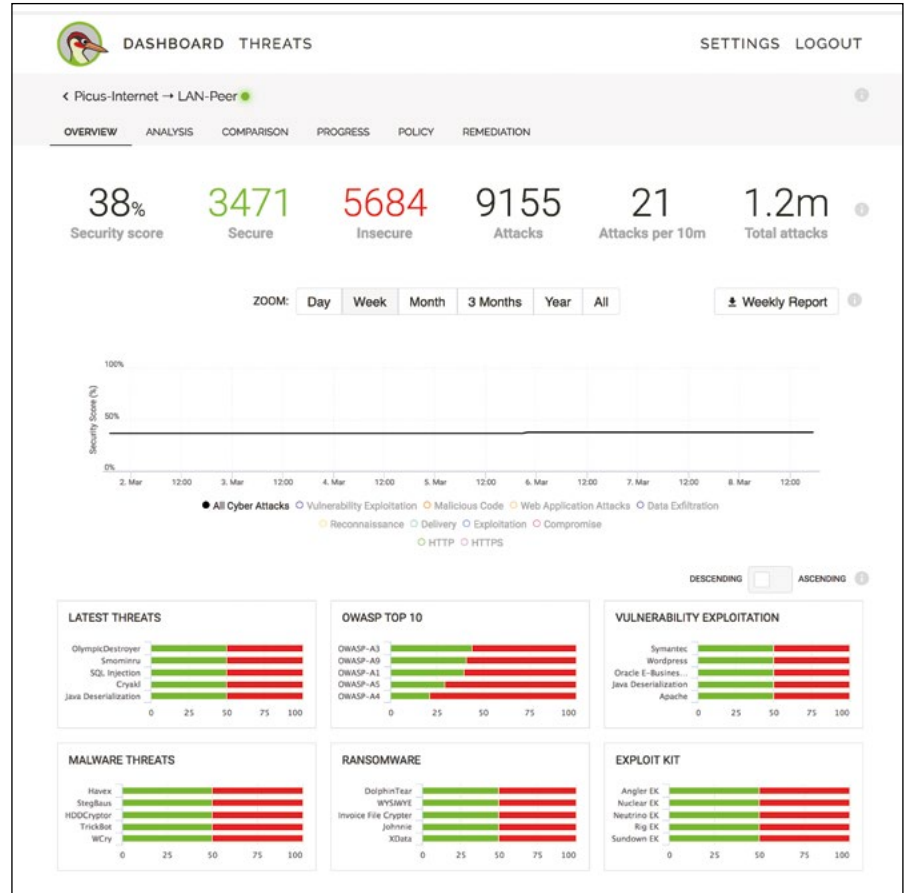 DASHBOARD THREATS SETTINGS LOGOUT
< Picus-Internet → LAN-Peer
OVERVIEW ANALYSIS COMPARISON PROGRESS POLICY REMEDIATION
38% 3471 5684 9155 21 1.2m
Security score Secure Insecure Attacks Attacks per 10m Total attacks
ZOOM: Day Week Month 3 Months Year All Weekly Report
100%
50%
0%
Security Score (%)
2. Mar 12:00 3. Mar 12:00 4. Mar 12:00 5. Mar 12:00 6. Mar 12:00 7. Mar 12:00 8. Mar 12:00
All Cyber Attacks Vulnerability Exploitation Malicious Code Web Application Attacks Data Exfiltration
Reconnaissance Delivery Exploitation Compromise
HTTP HTTPS
DESCENDING ASCENDING
LATEST THREATS
OlympicDestroyer
Smominru
SQL Injection
Cryakl
Java Deserialization
0 25 50 75 100
OWASP TOP 10
OWASP-A3
OWASP-A9
OWASP-A1
OWASP-A5
OWASP-A4
0 25 50 75 100
VULNERABILITY EXPLOITATION
Symantec
Wordpress
Oracle E-Busines...
Java Deserialization
Apache
0 25 50 75 100
MALWARE THREATS
Havex
StegBaus
HDDCryptor
TrickBot
WCry
0 25 50 75 100
RANSOMWARE
DolphinTear
WYSIWYE
Invoice File Crypter
Johnnie
XData
0 25 50 75 100
EXPLOIT KIT
Angler EK
Nuclear EK
Neutrino EK
Rig EK
Sundown EK
0 25 50 75 100